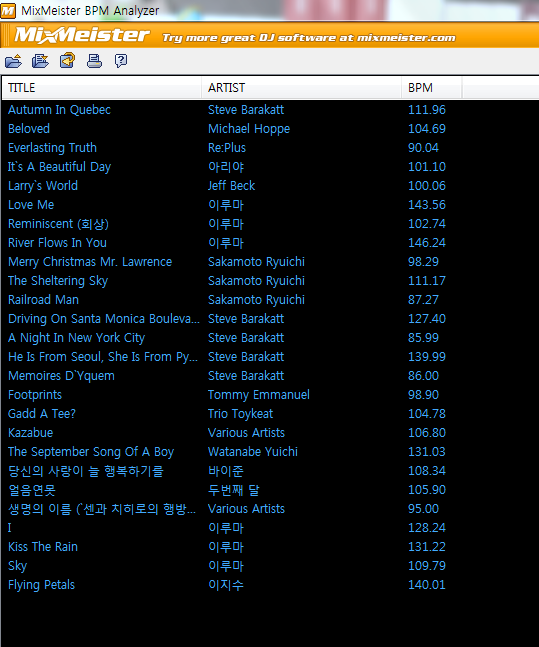 MixMeister BPM Analyzer
MixMeister Try more great DJ software at mixmeister.com
TITLE ARTIST BPM
Autumn In Quebec Steve Barakatt 111.96
Beloved Michael Hoppe 104.69
Everlasting Truth Re:Plus 90.04
It`s A Beautiful Day 아리야 101.10
Larry`s World Jeff Beck 100.06
Love Me 이루마 143.56
Reminiscent (회상) 이루마 102.74
River Flows In You 이루마 146.24
Merry Christmas Mr. Lawrence Sakamoto Ryuichi 98.29
The Sheltering Sky Sakamoto Ryuichi 111.17
Railroad Man Sakamoto Ryuichi 87.27
Driving On Santa Monica Bouleva... Steve Barakatt 127.40
A Night In New York City Steve Barakatt 85.99
He Is From Seoul, She Is From Py... Steve Barakatt 139.99
Memoires D`Yquem Steve Barakatt 86.00
Footprints Tommy Emmanuel 98.90
Gadd A Tee? Trio Toykeat 104.78
Kazabue Various Artists 106.80
The September Song Of A Boy Watanabe Yuichi 131.03
당신의 사랑이 늘 행복하기를 바이준 108.34
얼음연못 두번째 달 105.90
생명의 이름 (`센과 치히로의 행방... Various Artists 95.00
I 이루마 128.24
Kiss The Rain 이루마 131.22
Sky 이루마 109.79
Flying Petals 이지수 140.01